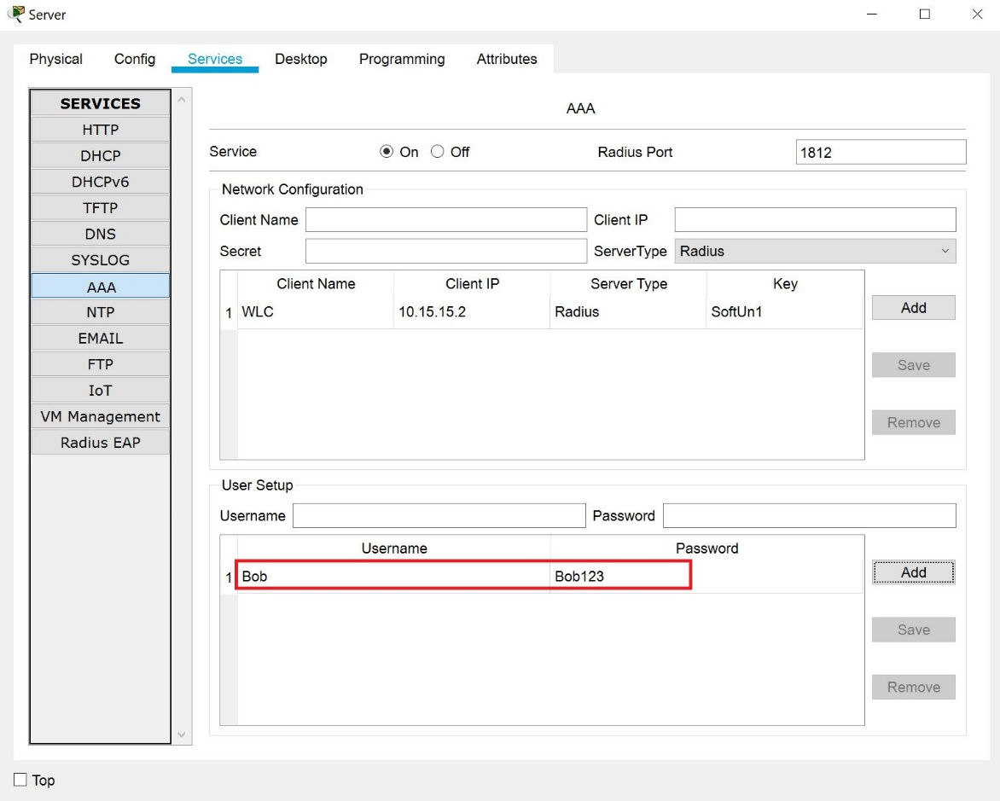 Server
Physical Config Services Desktop Programming Attributes
SERVICES
HTTP
DHCP
DHCPv6
TFTP
DNS
SYSLOG
AAA
NTP
EMAIL
FTP
IoT
VM Management
Radius EAP
AAA
Service On Off Radius Port 1812
Network Configuration
Client Name Client IP
Secret ServerType Radius
Client Name Client IP Server Type Key
1 WLC 10.15.15.2 Radius SoftUn1
Add
Save
Remove
User Setup
Username Password
Username Password
1 Bob Bob123
Add
Save
Remove
Top